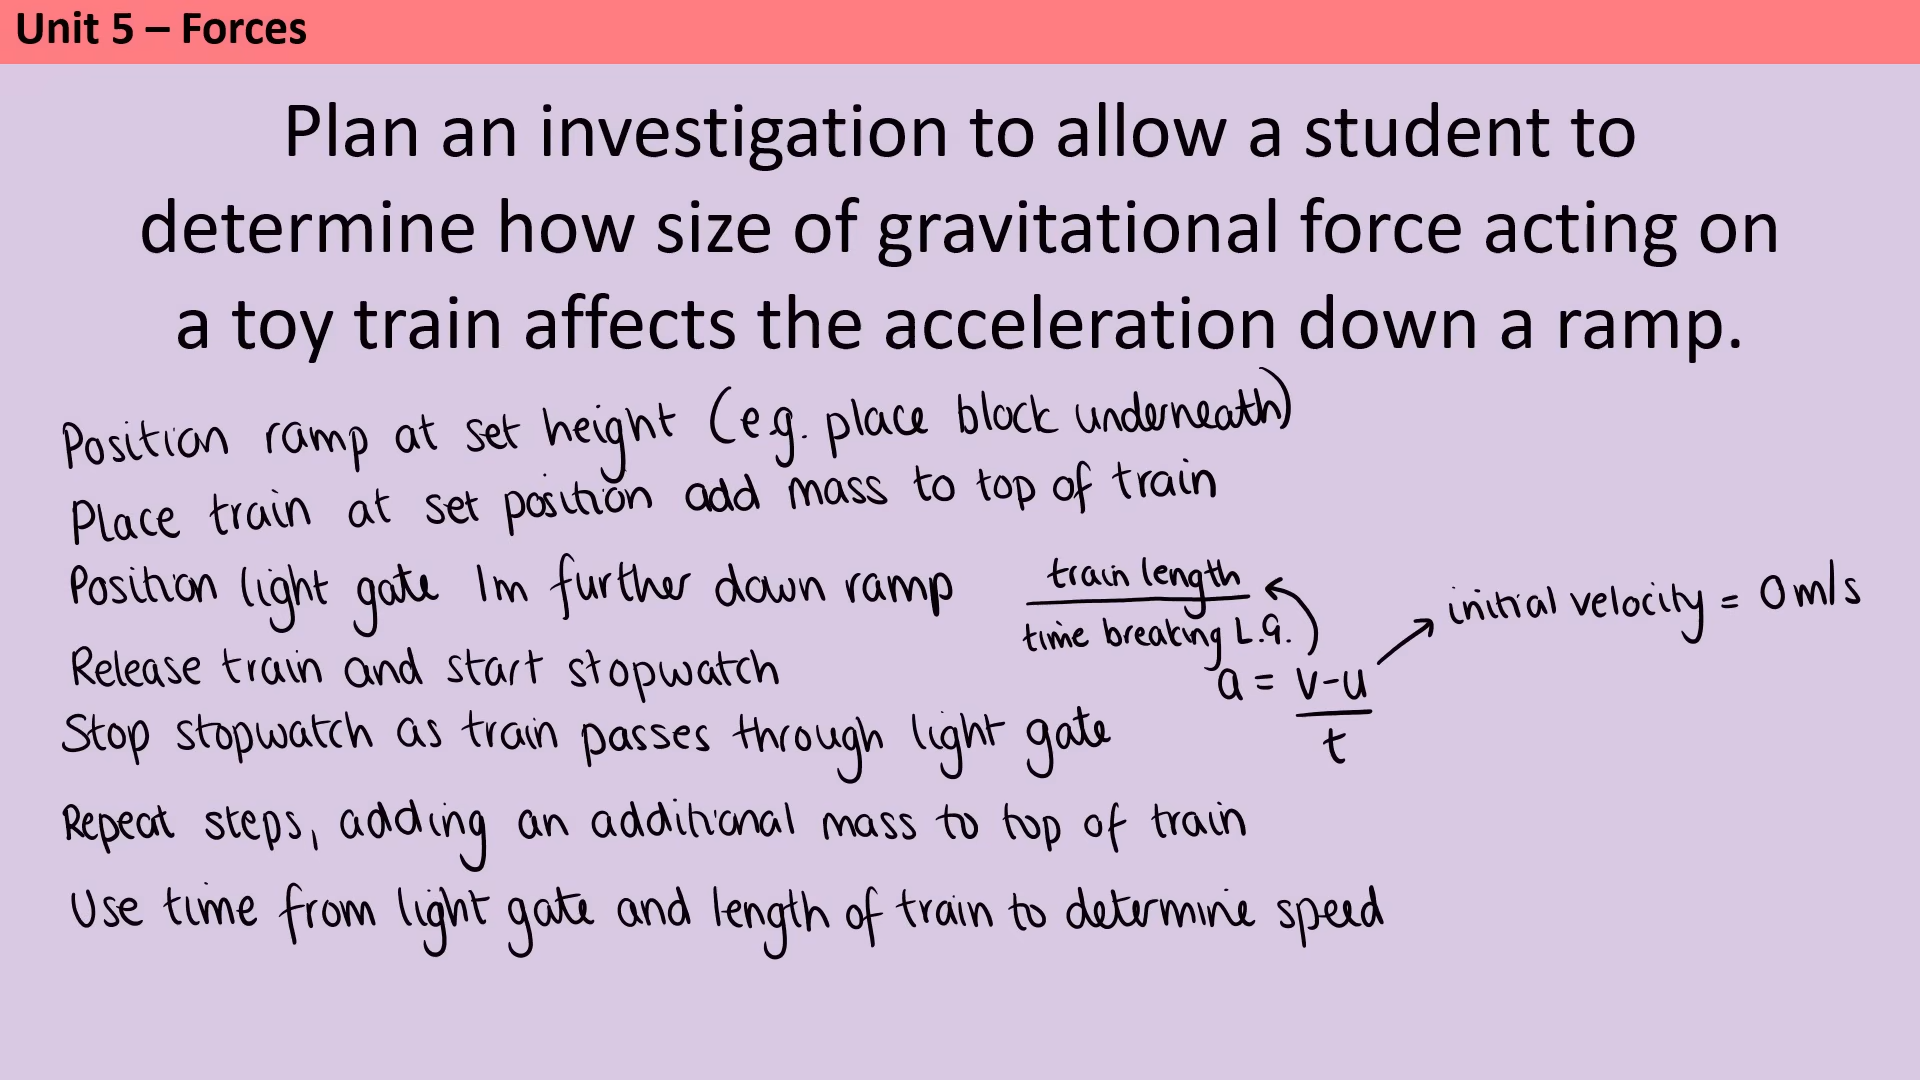 Unit 5 – Forces
Plan an investigation to allow a student to
determine how size of gravitational force acting on
a toy train affects the acceleration down a ramp.
Position ramp at set height (e.g. place block underneath)
Place train at set position add mass to top of train
Position light gate 1m further down ramp
train length
time breaking L.G.
initial velocity = 0m/s
Release train and start stopwatch
a = v-u
t
Stop stopwatch as train passes through light gate
Repeat steps, adding an additional mass to top of train
Use time from light gate and length of train to determine speed